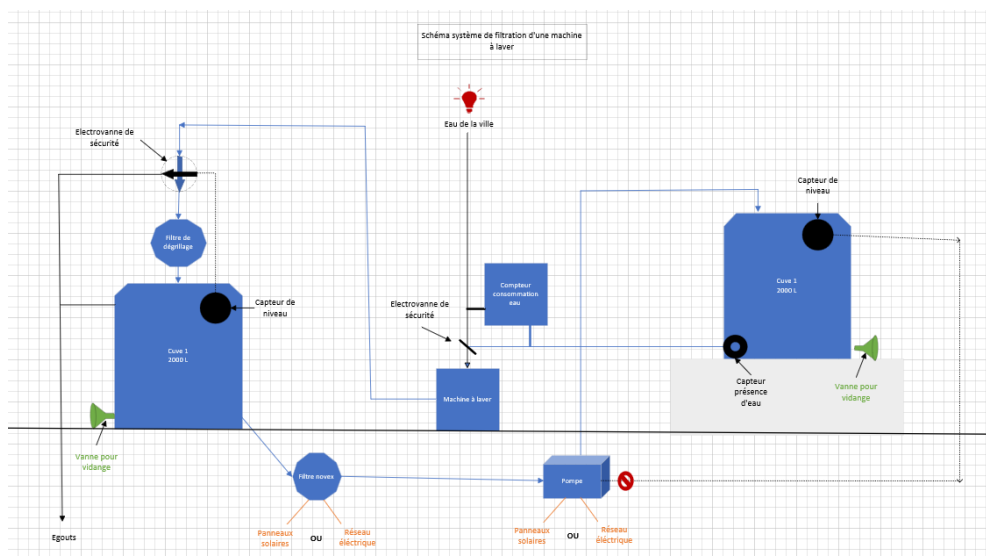 Schéma système de filtration d'une machine
à laver
Eau de la ville
Electrovanne de
sécurité
Capteur de
niveau
Filtre de
dégrillage
Cuve 1
2000 L
Compteur
consommation
eau
Electrovanne de
sécurité
Capteur de
niveau
Cuve 1
2000 L
Machine à laver
Capteur
présence
d'eau
Vanne pour
vidange
Vanne pour
vidange
Filtre novex
Pompe
Panneaux
solaires
OU
Réseau
éléctrique
Panneaux
solaires
OU
Réseau
éléctrique
Egouts